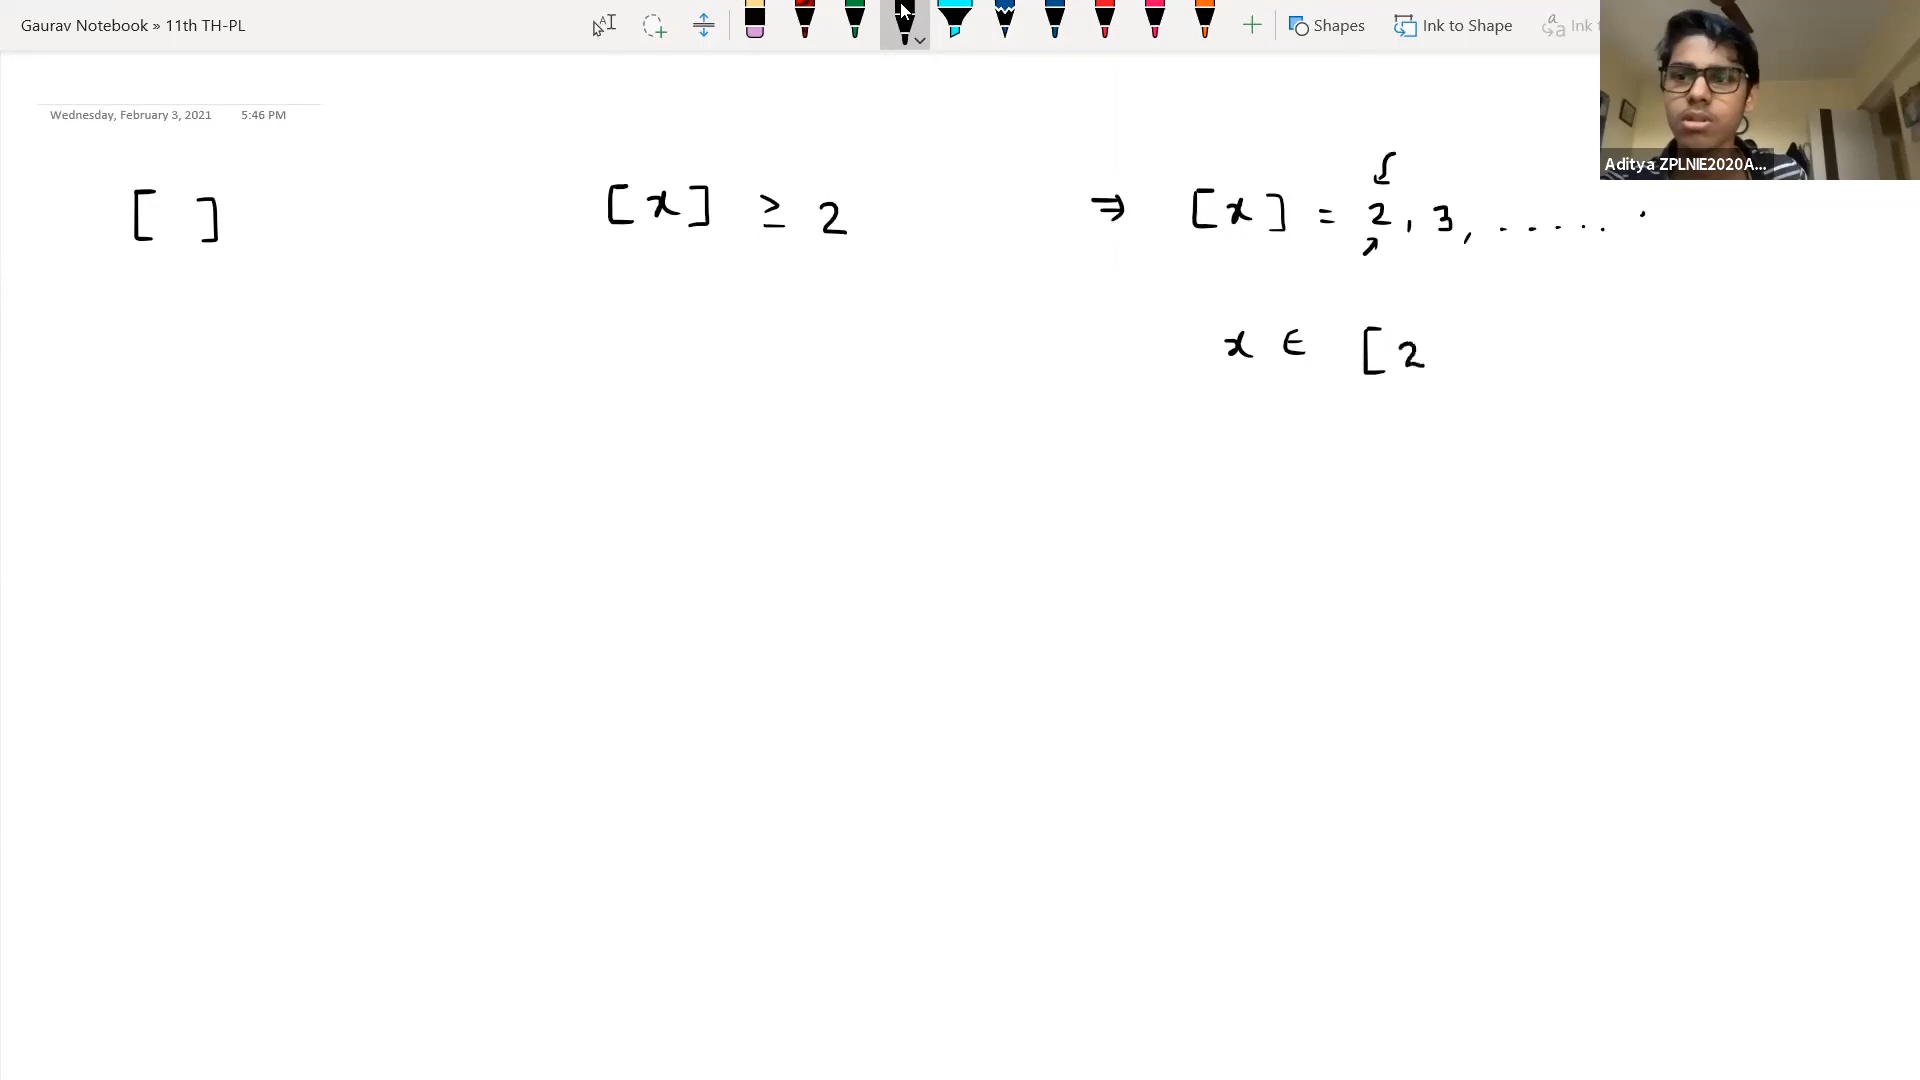 Gaurav Notebook » 11th TH-PL
Shapes
Ink to Shape
Ink
Wednesday, February 3, 2021 5:46 PM
Aditya ZPLNIE2020A...
[ ]
[x] ≥ 2 ⇒ [x] = 2, 3, .......
x ∈ [2